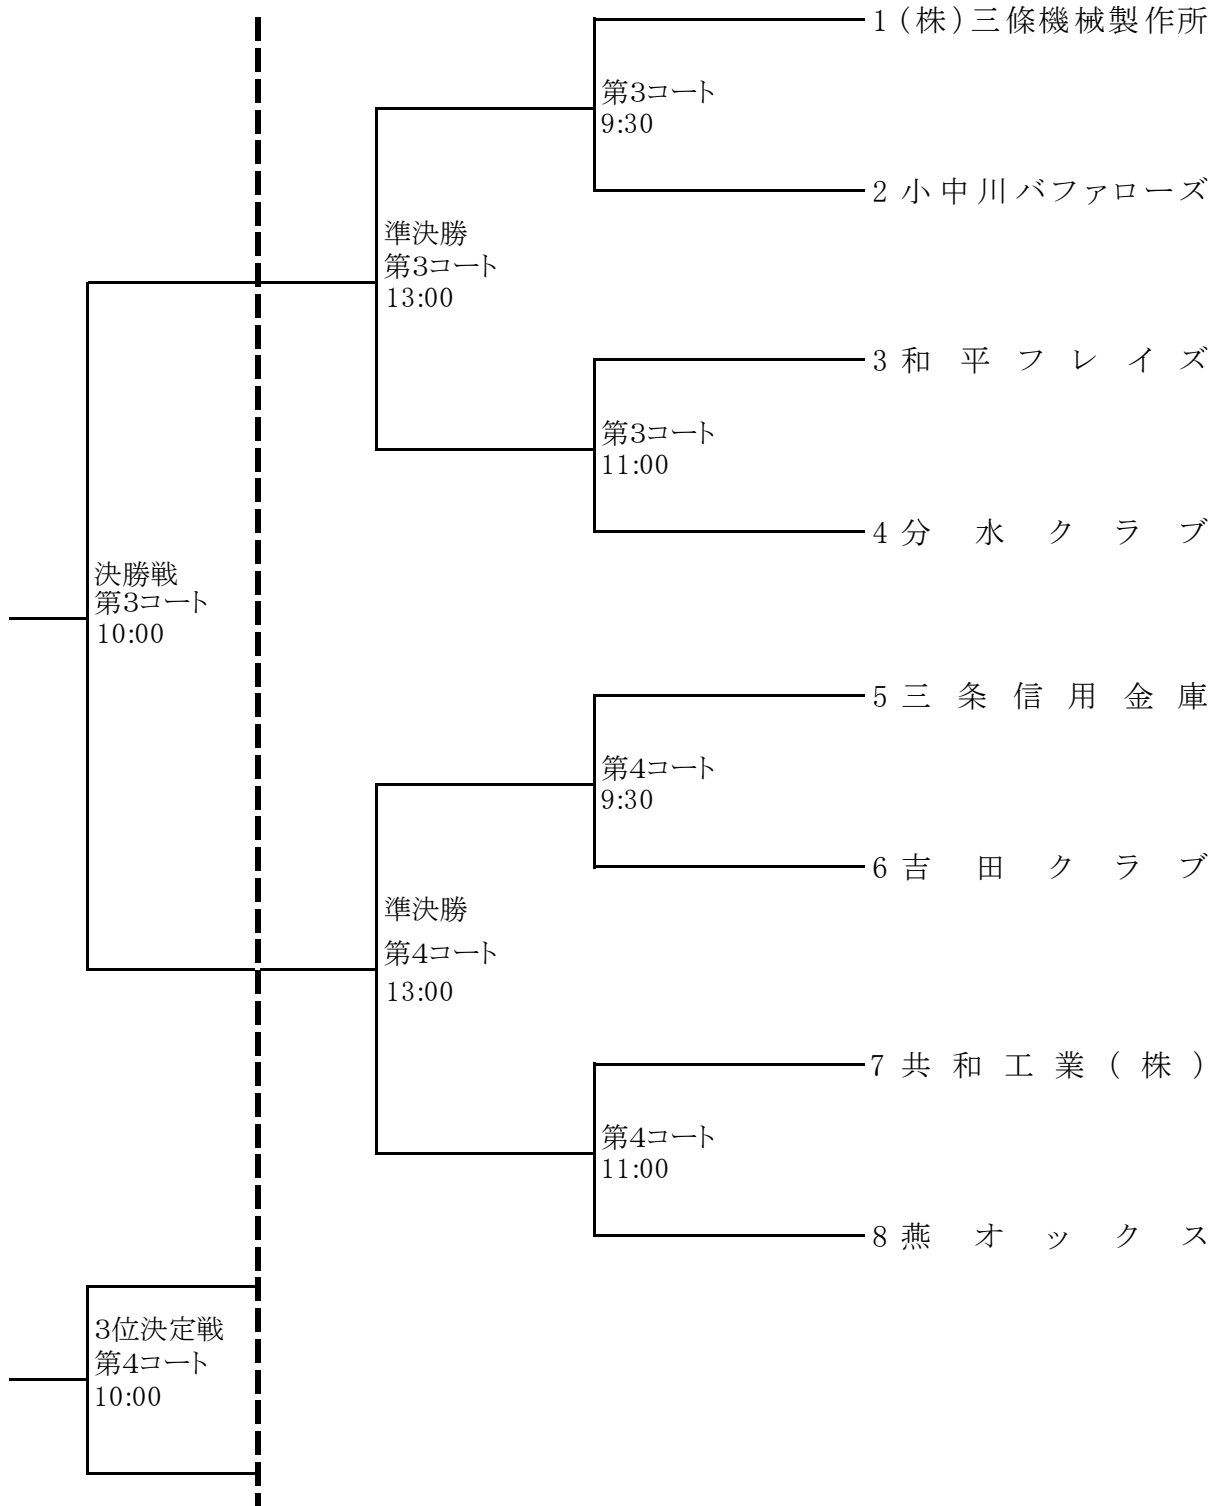 1 (株)三條機械製作所
第3コート
9:30
2 小中川バファローズ
準決勝
第3コート
13:00
3 和平フレイズ
第3コート
11:00
4 分水クラブ
決勝戦
第3コート
10:00
5 三条信用金庫
第4コート
9:30
6 吉田クラブ
準決勝
第4コート
13:00
7 共和工業(株)
第4コート
11:00
8 燕オックス
3位決定戦
第4コート
10:00